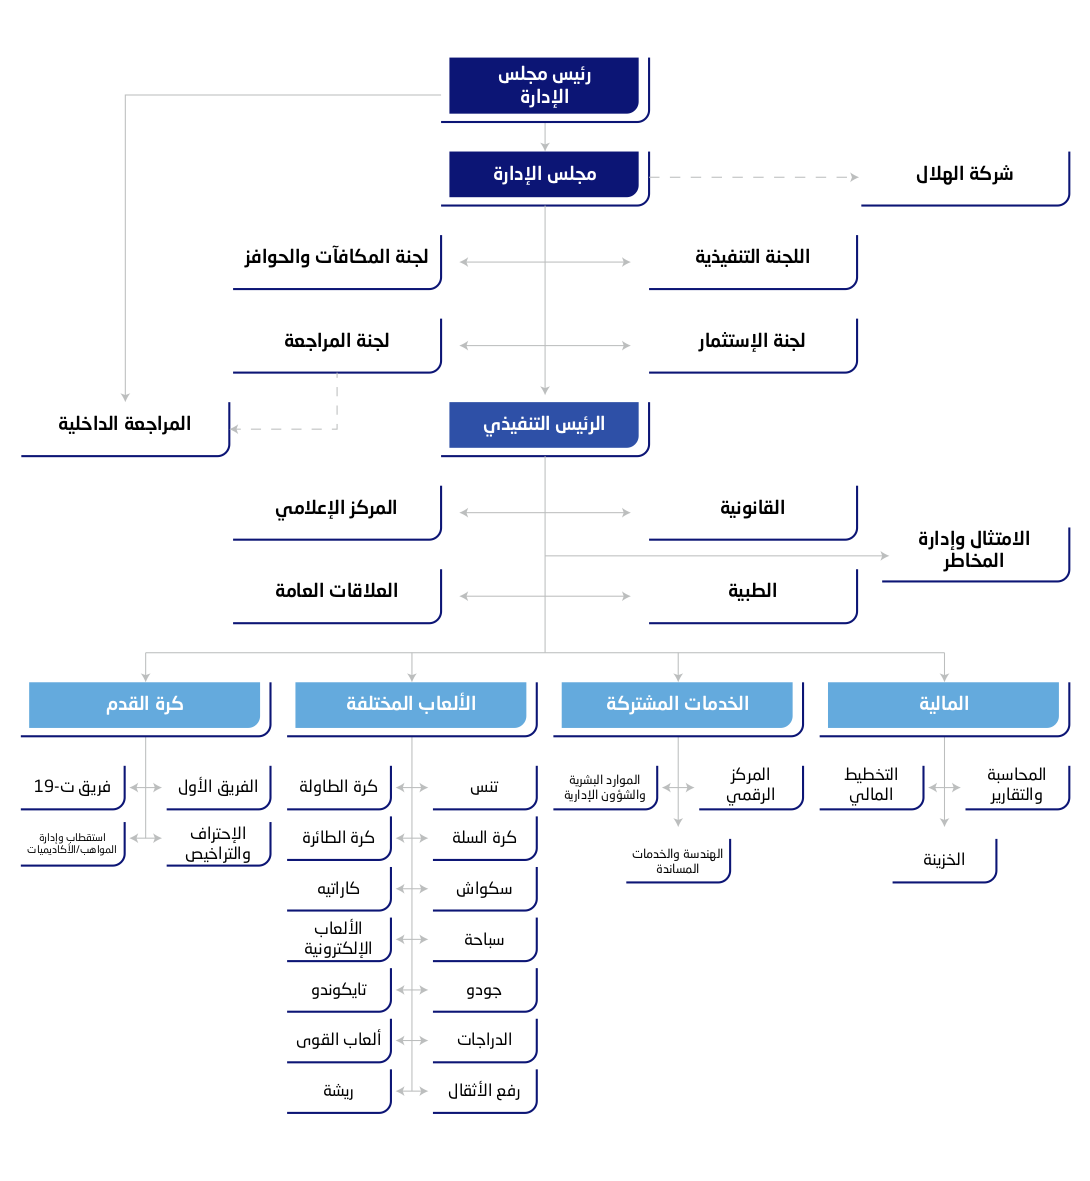 رئيس مجلس
الإدارة
مجلس الإدارة
شركة الهلال
اللجنة التنفيذية
لجنة المكافآت والحوافز
لجنة الإستثمار
لجنة المراجعة
الرئيس التنفيذي
المراجعة الداخلية
القانونية
المركز الإعلامي
الامتثال وإدارة
المخاطر
الطبية
العلاقات العامة
المالية
الخدمات المشتركة
الألعاب المختلفة
كرة القدم
المحاسبة
والتقارير
التخطيط
المالي
الخزينة
المركز
الرقمي
الموارد البشرية
والشؤون الإدارية
الهندسة والخدمات
المساندة
تنس
كرة الطاولة
كرة السلة
كرة الطائرة
سكواش
كاراتيه
سباحة
الألعاب
الإلكترونية
جودو
تايكوندو
الدراجات
ألعاب القوى
رفع الأثقال
ريشة
الفريق الأول
فريق ت-19
الإحتراف
والتراخيص
استقطاب وإدارة
المواهب/الأكاديميات